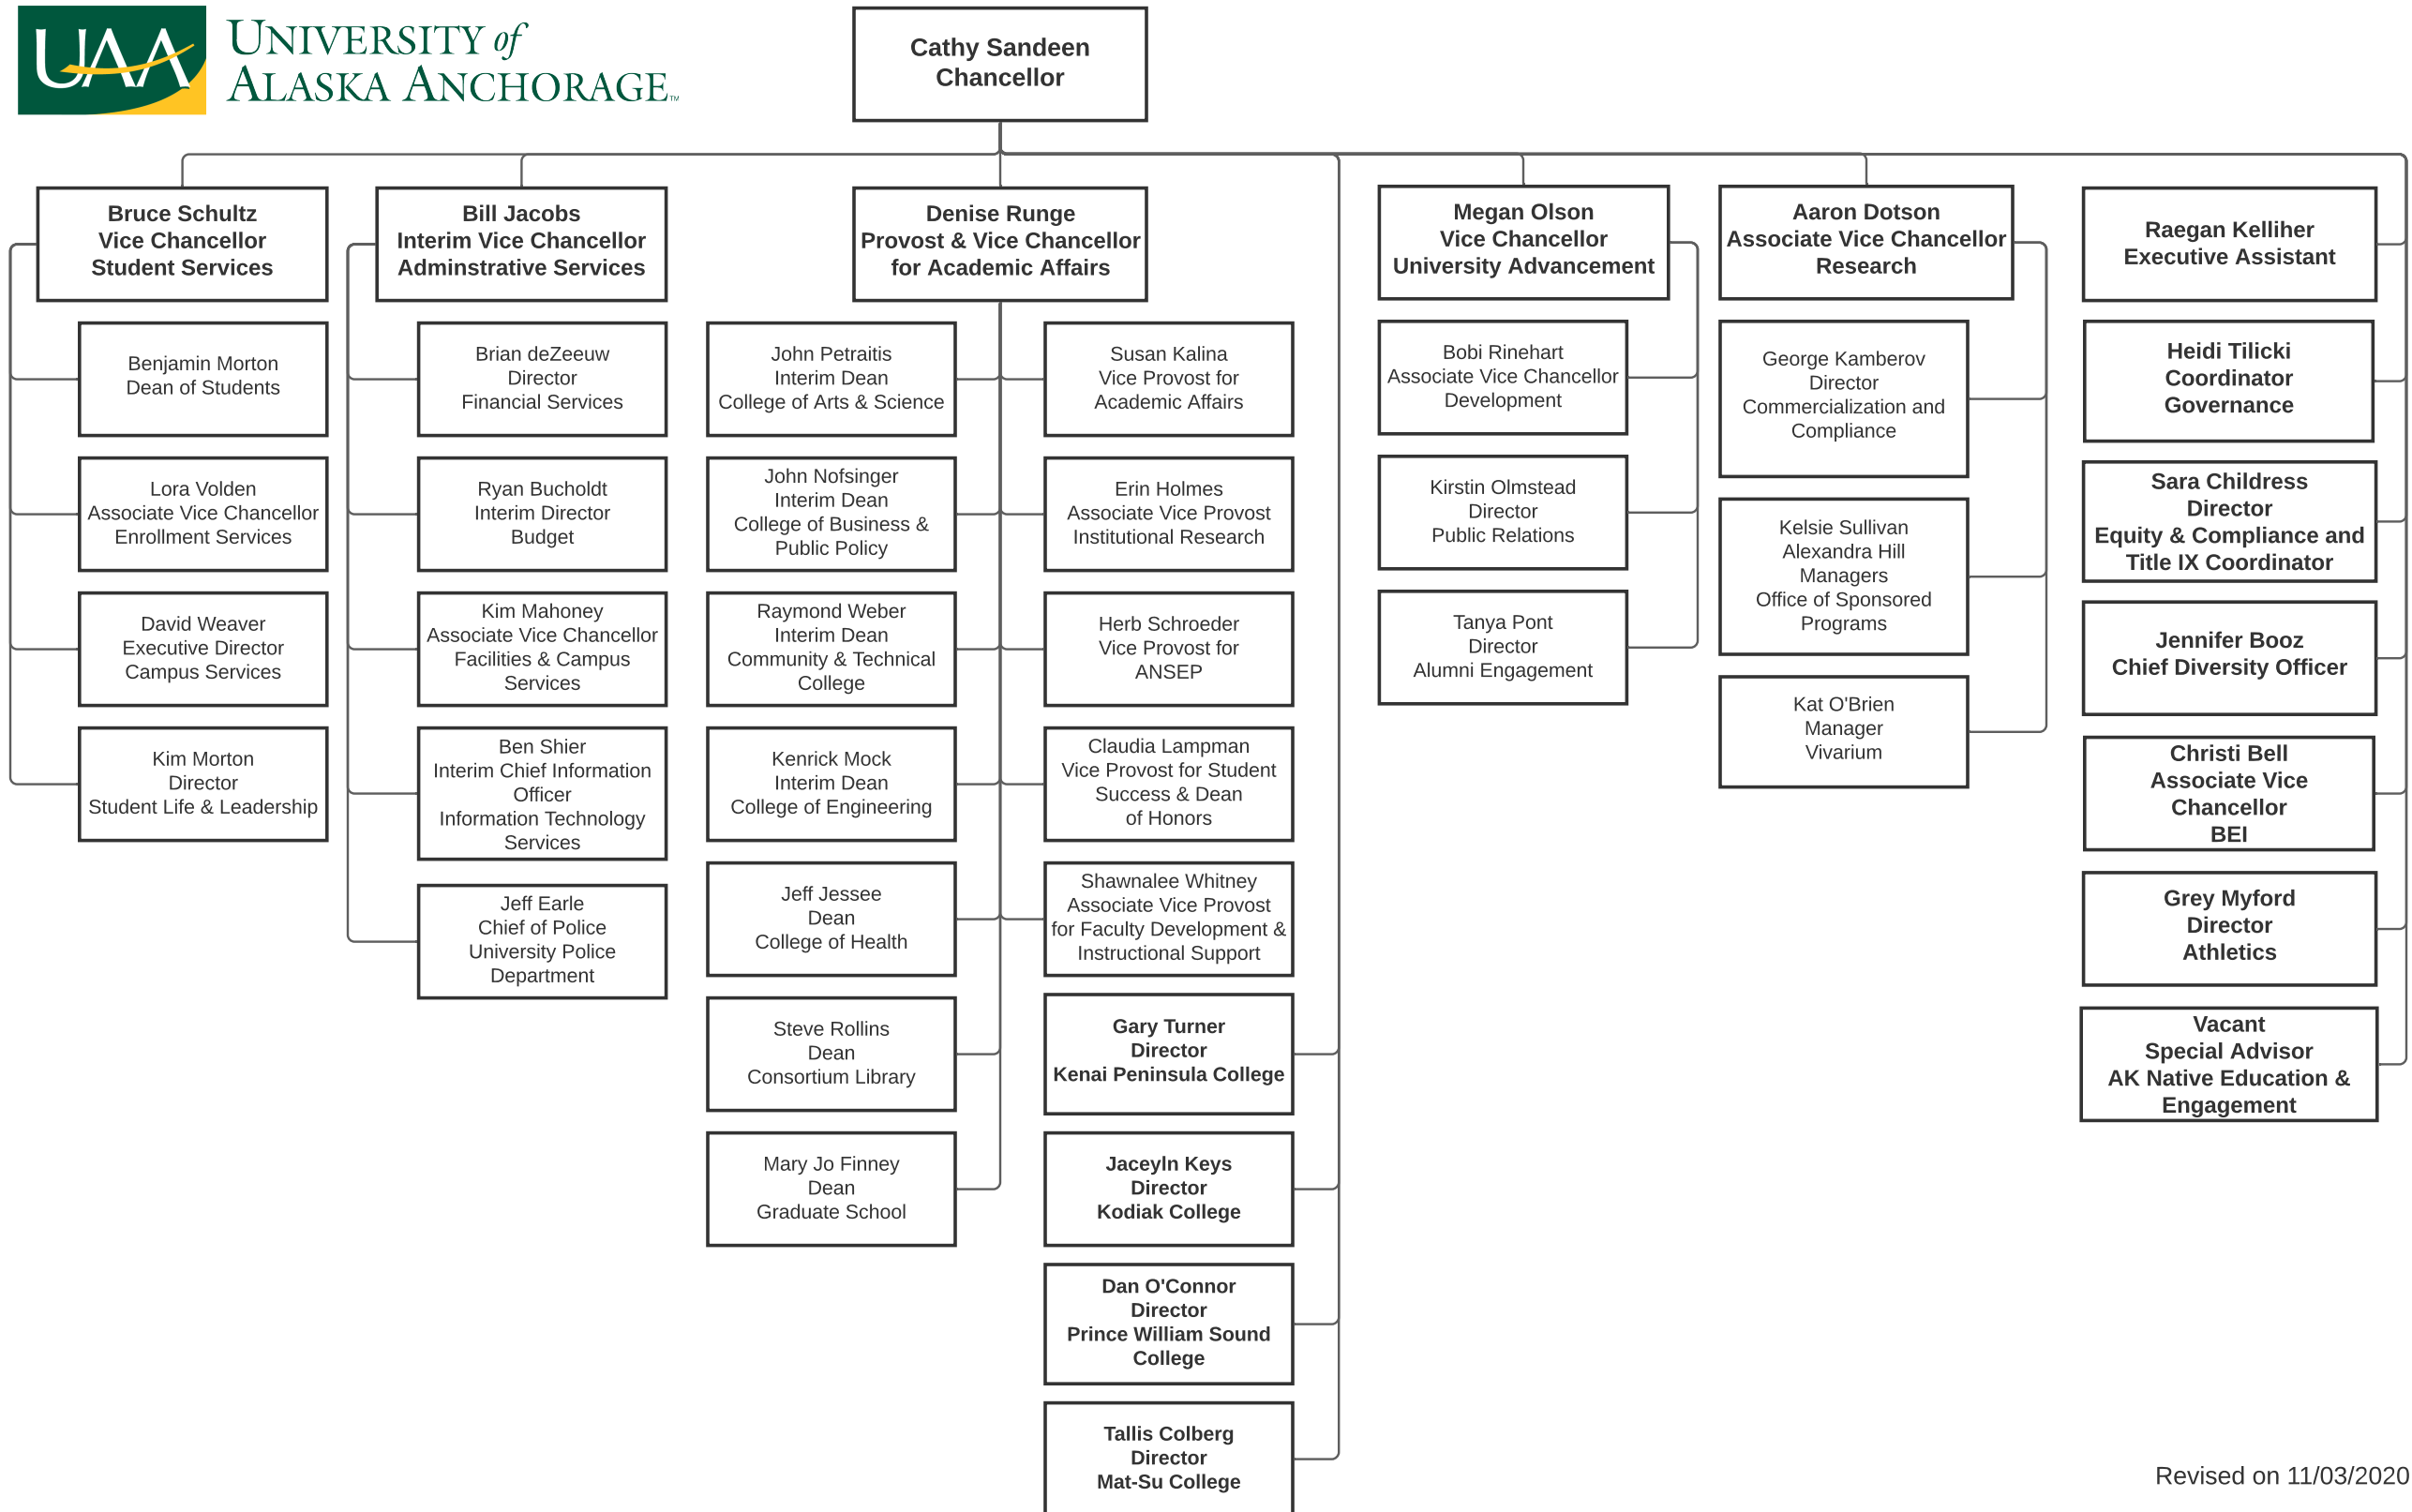 UAA
UNIVERSITY of
ALASKA ANCHORAGE™
Cathy Sandeen
Chancellor
Bruce Schultz
Vice Chancellor
Student Services
Benjamin Morton
Dean of Students
Lora Volden
Associate Vice Chancellor
Enrollment Services
David Weaver
Executive Director
Campus Services
Kim Morton
Director
Student Life & Leadership
Bill Jacobs
Interim Vice Chancellor
Adminstrative Services
Brian deZeeuw
Director
Financial Services
Ryan Bucholdt
Interim Director
Budget
Kim Mahoney
Associate Vice Chancellor
Facilities & Campus
Services
Ben Shier
Interim Chief Information
Officer
Information Technology
Services
Jeff Earle
Chief of Police
University Police
Department
Denise Runge
Provost & Vice Chancellor
for Academic Affairs
John Petraitis
Interim Dean
College of Arts & Science
John Nofsinger
Interim Dean
College of Business &
Public Policy
Raymond Weber
Interim Dean
Community & Technical
College
Kenrick Mock
Interim Dean
College of Engineering
Jeff Jessee
Dean
College of Health
Steve Rollins
Dean
Consortium Library
Mary Jo Finney
Dean
Graduate School
Susan Kalina
Vice Provost for
Academic Affairs
Erin Holmes
Associate Vice Provost
Institutional Research
Herb Schroeder
Vice Provost for
ANSEP
Claudia Lampman
Vice Provost for Student
Success & Dean
of Honors
Shawnalee Whitney
Associate Vice Provost
for Faculty Development &
Instructional Support
Gary Turner
Director
Kenai Peninsula College
Jaceyln Keys
Director
Kodiak College
Dan O'Connor
Director
Prince William Sound
College
Tallis Colberg
Director
Mat-Su College
Megan Olson
Vice Chancellor
University Advancement
Bobi Rinehart
Associate Vice Chancellor
Development
Kirstin Olmstead
Director
Public Relations
Tanya Pont
Director
Alumni Engagement
Aaron Dotson
Associate Vice Chancellor
Research
George Kamberov
Director
Commercialization and
Compliance
Kelsie Sullivan
Alexandra Hill
Managers
Office of Sponsored
Programs
Kat O'Brien
Manager
Vivarium
Raegan Kelliher
Executive Assistant
Heidi Tilicki
Coordinator
Governance
Sara Childress
Director
Equity & Compliance and
Title IX Coordinator
Jennifer Booz
Chief Diversity Officer
Christi Bell
Associate Vice
Chancellor
BEI
Grey Myford
Director
Athletics
Vacant
Special Advisor
AK Native Education &
Engagement
Revised on 11/03/2020